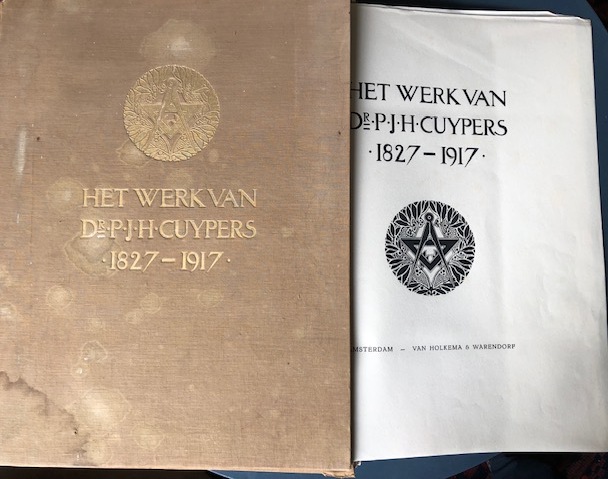 HET WERK VAN
DR·P·J·H·CUYPERS
·1827–1917·
HET WERK VAN
DR·P·J·H·CUYPERS
·1827–1917·
AMSTERDAM – VAN HOLKEMA & WARENDORF